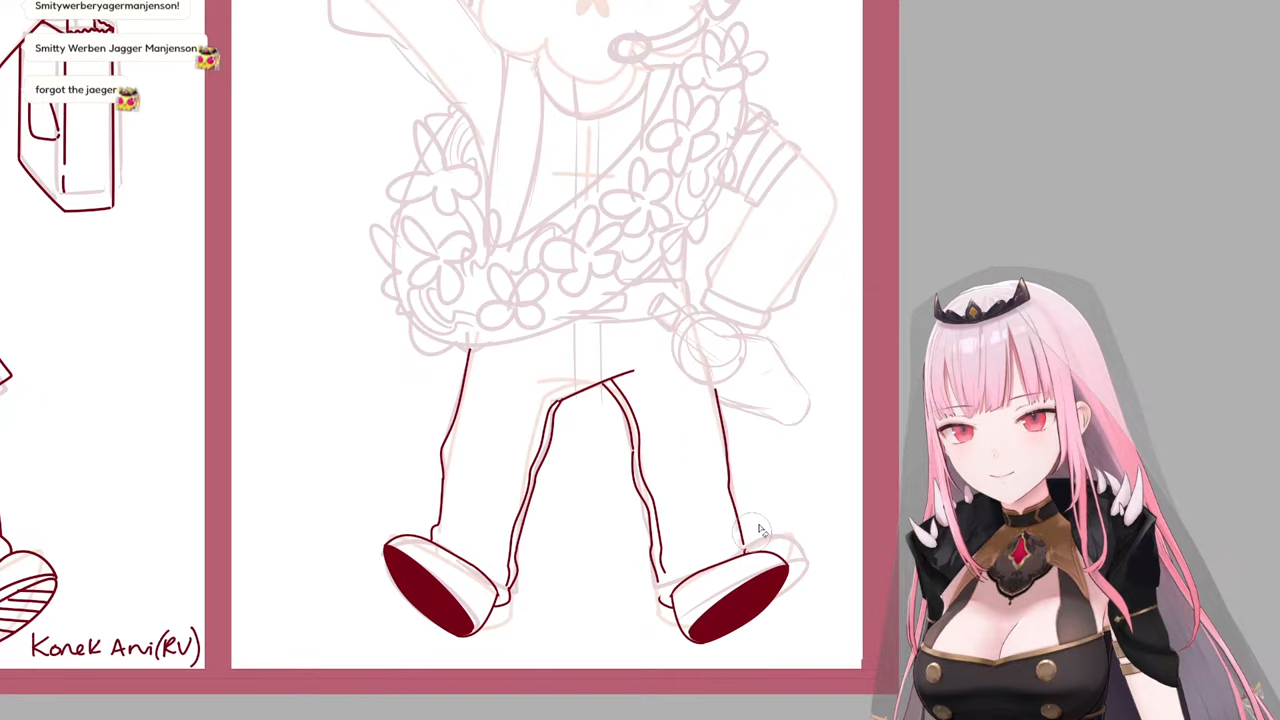 Smitywerberyagermanjenson!
Smitty Werben Jagger Manjenson
forgot the jaeger
Konek Ani(RV)